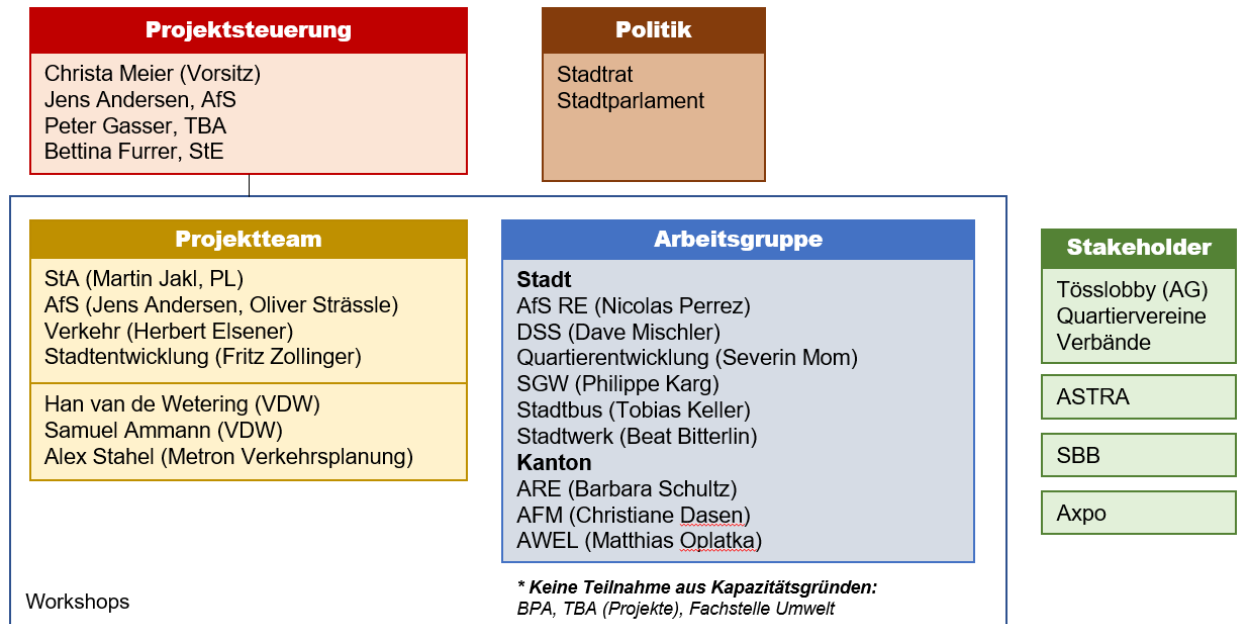 Projektsteuerung
Christa Meier (Vorsitz)
Jens Andersen, AfS
Peter Gasser, TBA
Bettina Furrer, StE
Politik
Stadtrat
Stadtparlament
Projektteam
StA (Martin Jakl, PL)
AfS (Jens Andersen, Oliver Strässle)
Verkehr (Herbert Elsener)
Stadtentwicklung (Fritz Zollinger)
Han van de Wetering (VDW)
Samuel Ammann (VDW)
Alex Stahel (Metron Verkehrsplanung)
Arbeitsgruppe
Stadt
AfS RE (Nicolas Perrez)
DSS (Dave Mischler)
Quartierentwicklung (Severin Mom)
SGW (Philippe Karg)
Stadtbus (Tobias Keller)
Stadtwerk (Beat Bitterlin)
Kanton
ARE (Barbara Schultz)
AFM (Christiane Dasen)
AWEL (Matthias Oplatka)
* Keine Teilnahme aus Kapazitätsgründen:
BPA, TBA (Projekte), Fachstelle Umwelt
Workshops
Stakeholder
Tösslobby (AG)
Quartiervereine
Verbände
ASTRA
SBB
Axpo